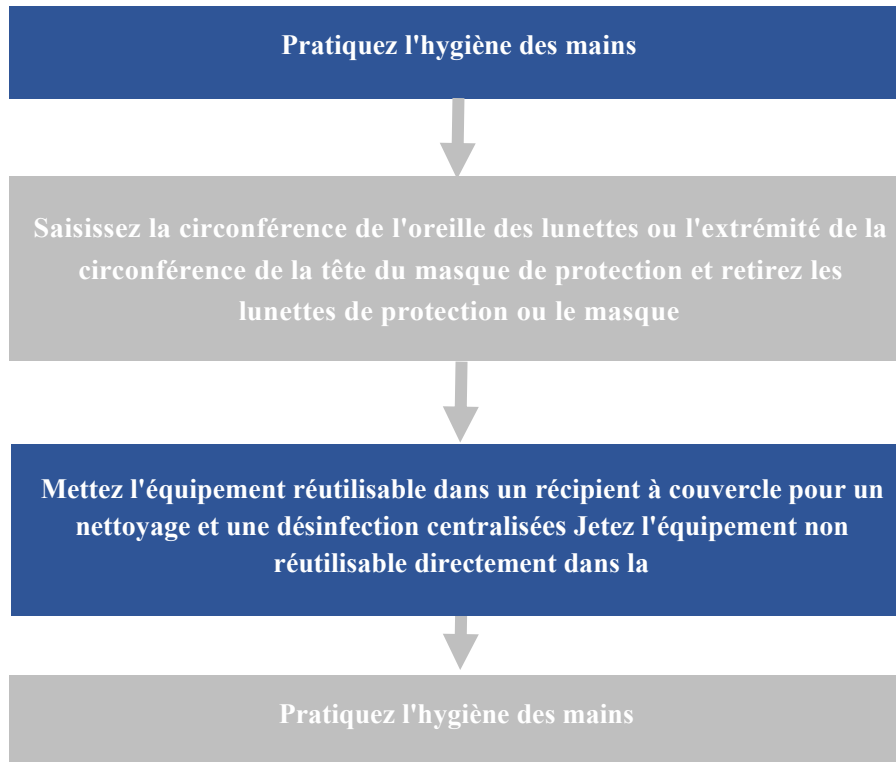 Pratiquez l'hygiène des mains
Saisissez la circonférence de l'oreille des lunettes ou l'extrémité de la
circonférence de la tête du masque de protection et retirez les
lunettes de protection ou le masque
Mettez l'équipement réutilisable dans un récipient à couvercle pour un
nettoyage et une désinfection centralisées Jetez l'équipement non
réutilisable directement dans la
Pratiquez l'hygiène des mains